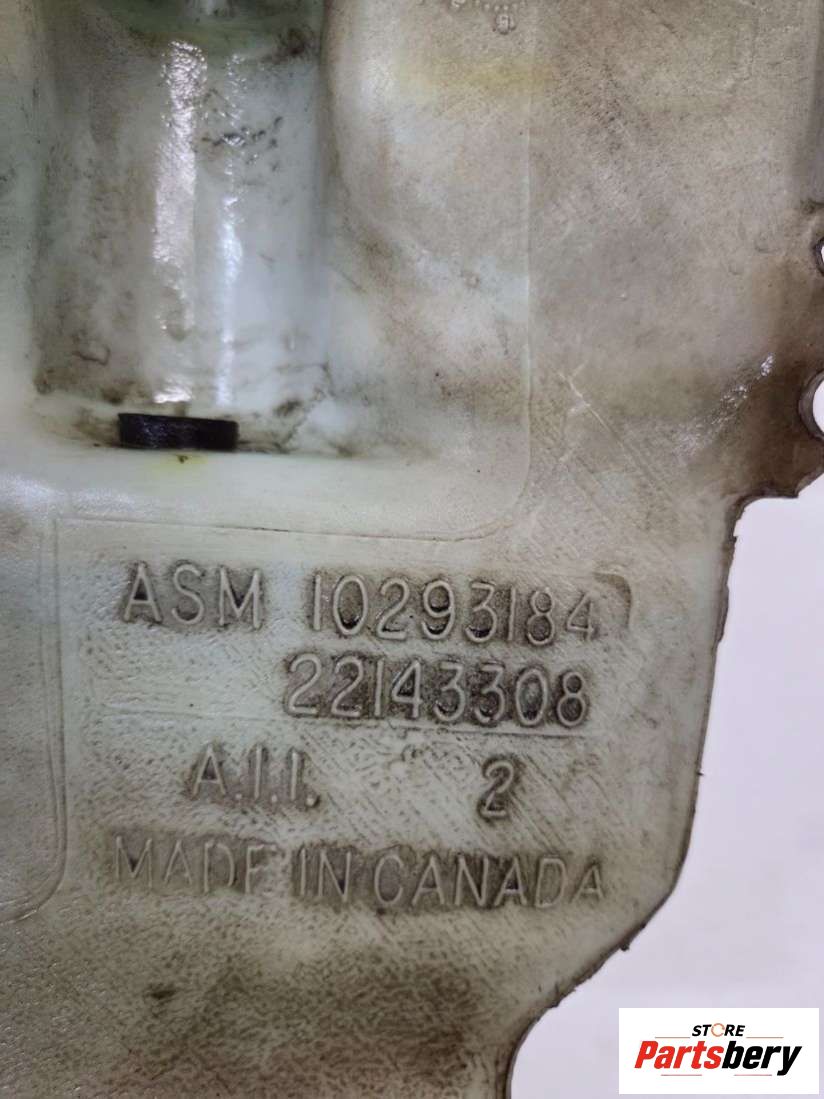 ASM 10293184
22143308
A.I.I. 2
MADE IN CANADA
STORE
Partsbery